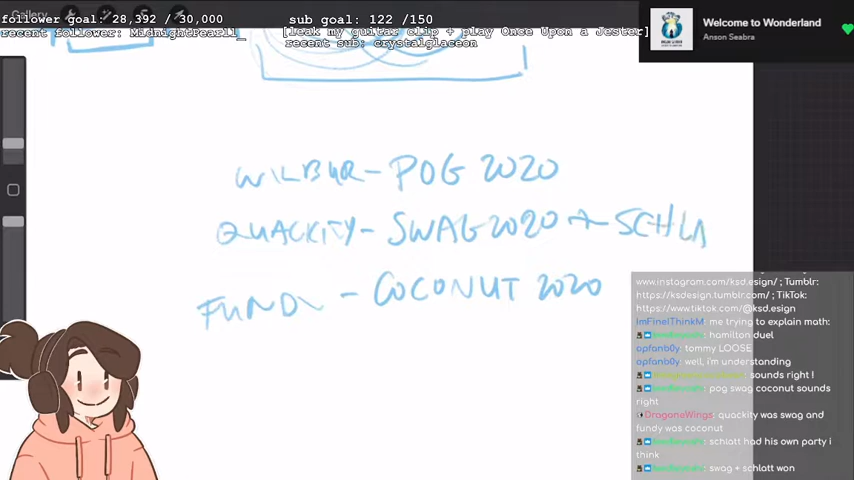 Gallery
follower goal: 28,392 / 30,000
sub goal: 122 /150
recent follower: MidnightPearll_
[leak my guitar clip + play Once Upon a Jester]
recent sub: crystalglaceon
Welcome to Wonderland
Anson Seabra
WILBUR - POG 2020
QUACKITY - SWAG 2020 + SCHLA
FUNDY - COCONUT 2020
www.instagram.com/ksd.esign/ ; Tumblr:
https://ksdesign.tumblr.com/ ; TikTok:
https://www.tiktok.com/@ksd.esign
ImFineIThinkM: me trying to explain math:
: hamilton duel
opfanb0y: tommy LOOSE
opfanb0y: well, i'm understanding
: sounds right !
: pog swag coconut sounds
right
DragoneWings: quackity was swag and
fundy was coconut
: schlatt had his own party i
think
: swag + schlatt won